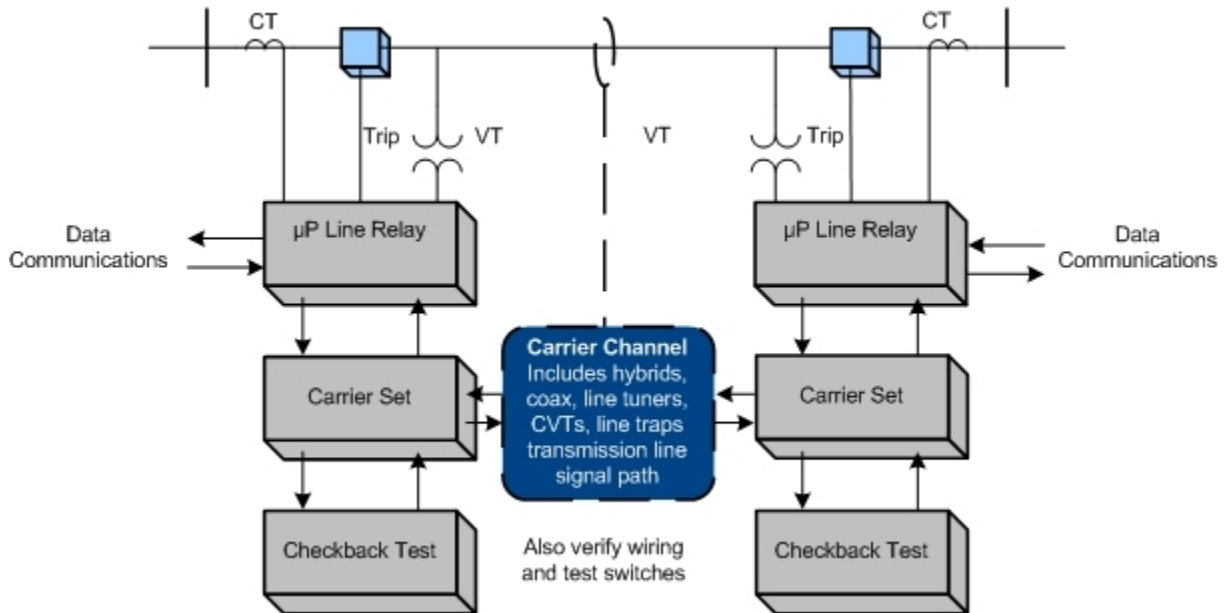 CT
CT
Trip
VT
VT
Trip
µP Line Relay
µP Line Relay
Data
Communications
Data
Communications
Carrier Channel
Includes hybrids,
coax, line tuners,
CVTs, line traps
transmission line
signal path
Carrier Set
Carrier Set
Checkback Test
Also verify wiring
and test switches
Checkback Test